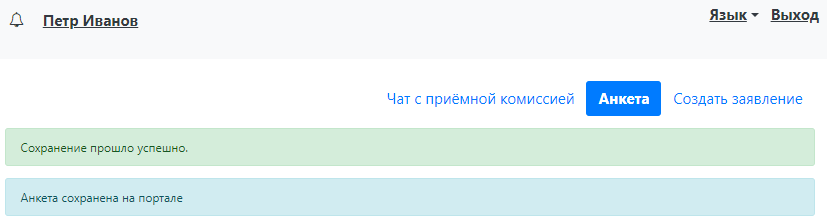 Петр Иванов
Язык Выход
Чат с приёмной комиссией Анкета Создать заявление
Сохранение прошло успешно.
Анкета сохранена на портале